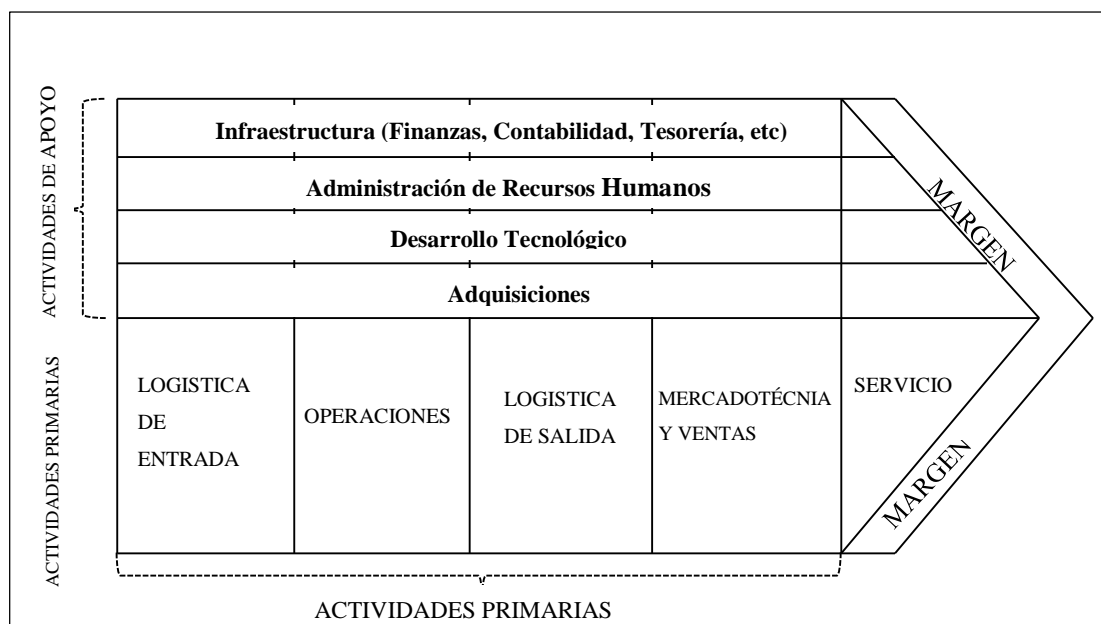 ACTIVIDADES DE APOYO
Infraestructura (Finanzas, Contabilidad, Tesorería, etc)
Administración de Recursos Humanos
Desarrollo Tecnológico
Adquisiciones
MARGEN
ACTIVIDADES PRIMARIAS
LOGISTICA
DE
ENTRADA
OPERACIONES
LOGISTICA
DE SALIDA
MERCADOTÉCNIA
Y VENTAS
SERVICIO
MARGEN
ACTIVIDADES PRIMARIAS